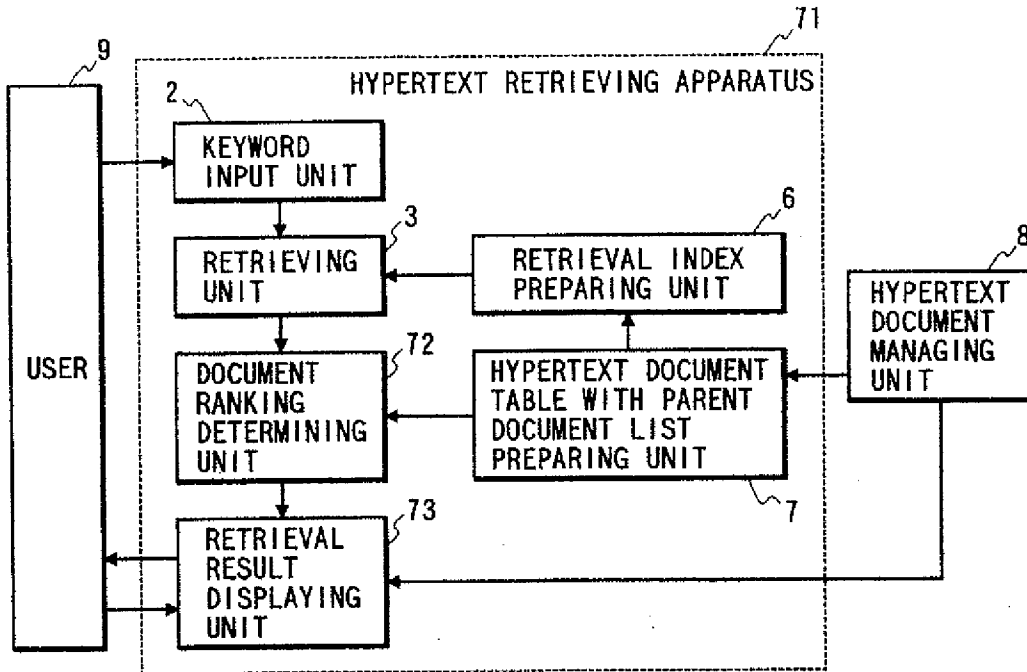 71
9
HYPERTEXT RETRIEVING APPARATUS
2
KEYWORD
INPUT UNIT
3
RETRIEVING
UNIT
6
RETRIEVAL INDEX
PREPARING UNIT
8
HYPERTEXT
DOCUMENT
MANAGING
UNIT
USER
72
DOCUMENT
RANKING
DETERMINING
UNIT
HYPERTEXT DOCUMENT
TABLE WITH PARENT
DOCUMENT LIST
PREPARING UNIT
7
73
RETRIEVAL
RESULT
DISPLAYING
UNIT